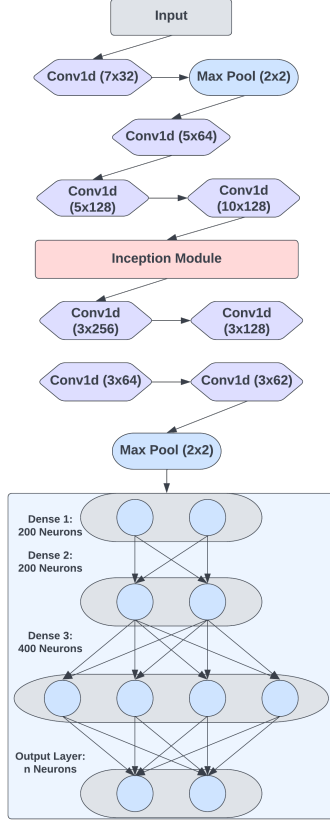 Input
Conv1d (7x32)
Max Pool (2x2)
Conv1d (5x64)
Conv1d
(5x128)
Conv1d
(10x128)
Inception Module
Conv1d
(3x256)
Conv1d
(3x128)
Conv1d (3x64)
Conv1d (3x62)
Max Pool (2x2)
Dense 1:
200 Neurons
Dense 2:
200 Neurons
Dense 3:
400 Neurons
Output Layer:
n Neurons